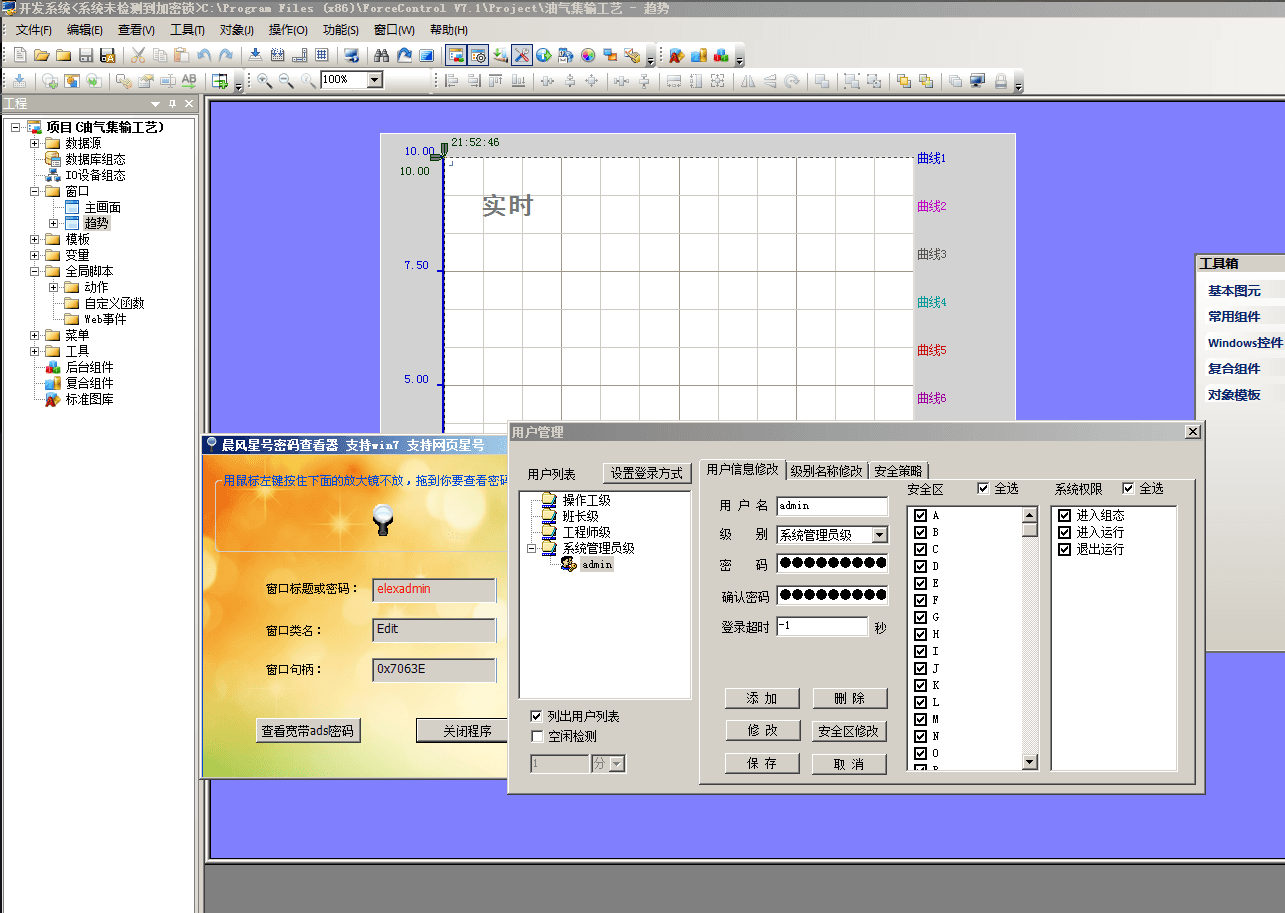 开发系统<系统未检测到加密锁>C:\Program Files (x86)\ForceControl V7.1\Project\油气集输工艺 - 趋势
文件(F) 编辑(E) 查看(V) 工具(T) 对象(J) 操作(O) 功能(S) 窗口(W) 帮助(H)
AB
100%
工程
项目(油气集输工艺)
数据源
数据库组态
IO设备组态
窗口
主画面
趋势
模板
变量
全局脚本
动作
自定义函数
Web事件
菜单
工具
后台组件
复合组件
标准图库
21:52:46
10.00
10.00
7.50
5.00
实时
曲线1
曲线2
曲线3
曲线4
曲线5
曲线6
工具箱
基本图元
常用组件
Windows控件
复合组件
对象模板
晨风星号密码查看器 支持win7 支持网页星号
用鼠标左键按住下面的放大镜不放，拖到你要查看密码
窗口标题或密码： elexadmin
窗口类名： Edit
窗口句柄： 0x7063E
查看宽带adsl密码 关闭程序
用户管理
用户列表 设置登录方式
操作工级
班长级
工程师级
系统管理员级
admin
列出用户列表
空闲检测
1 分
用户信息修改 级别名称修改 安全策略
用户名 admin
级别 系统管理员级
密码 ●●●●●●●●●
确认密码 ●●●●●●●●●
登录超时 -1 秒
添加 删除
修改 安全区修改
保存 取消
安全区 全选
A
B
C
D
E
F
G
H
I
J
K
L
M
N
O
P
系统权限 全选
进入组态
进入运行
退出运行